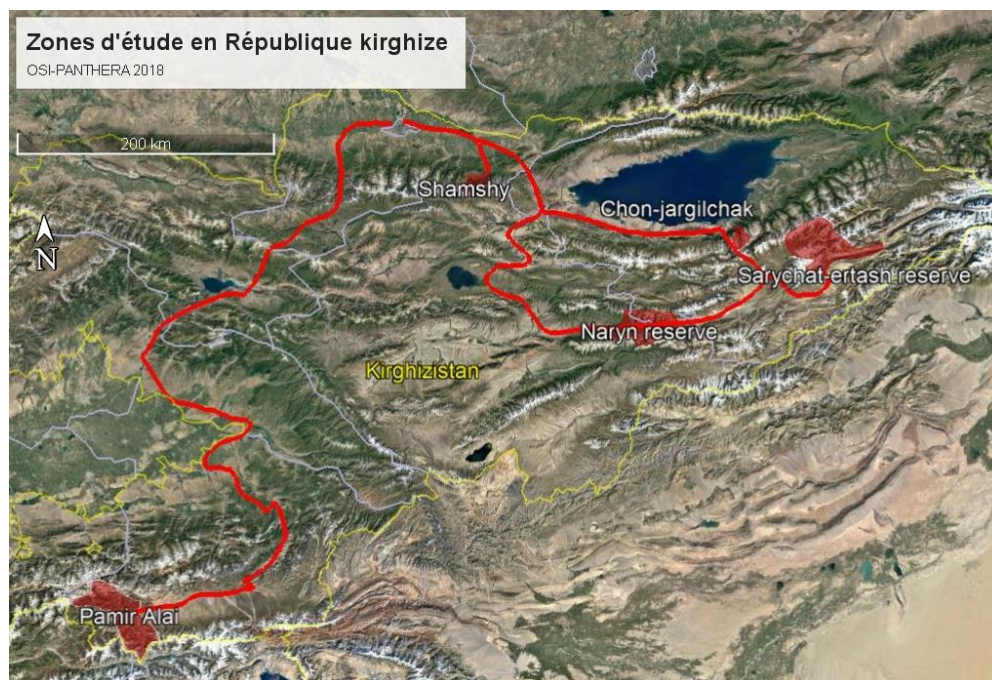 Zones d'étude en République kirghize
OSI-PANTHERA 2018
200 km
Shamshy
Chon-jargilchak
N
Sarychat-ertash reserve
Naryn reserve
Kirghizistan
Pamir Alai